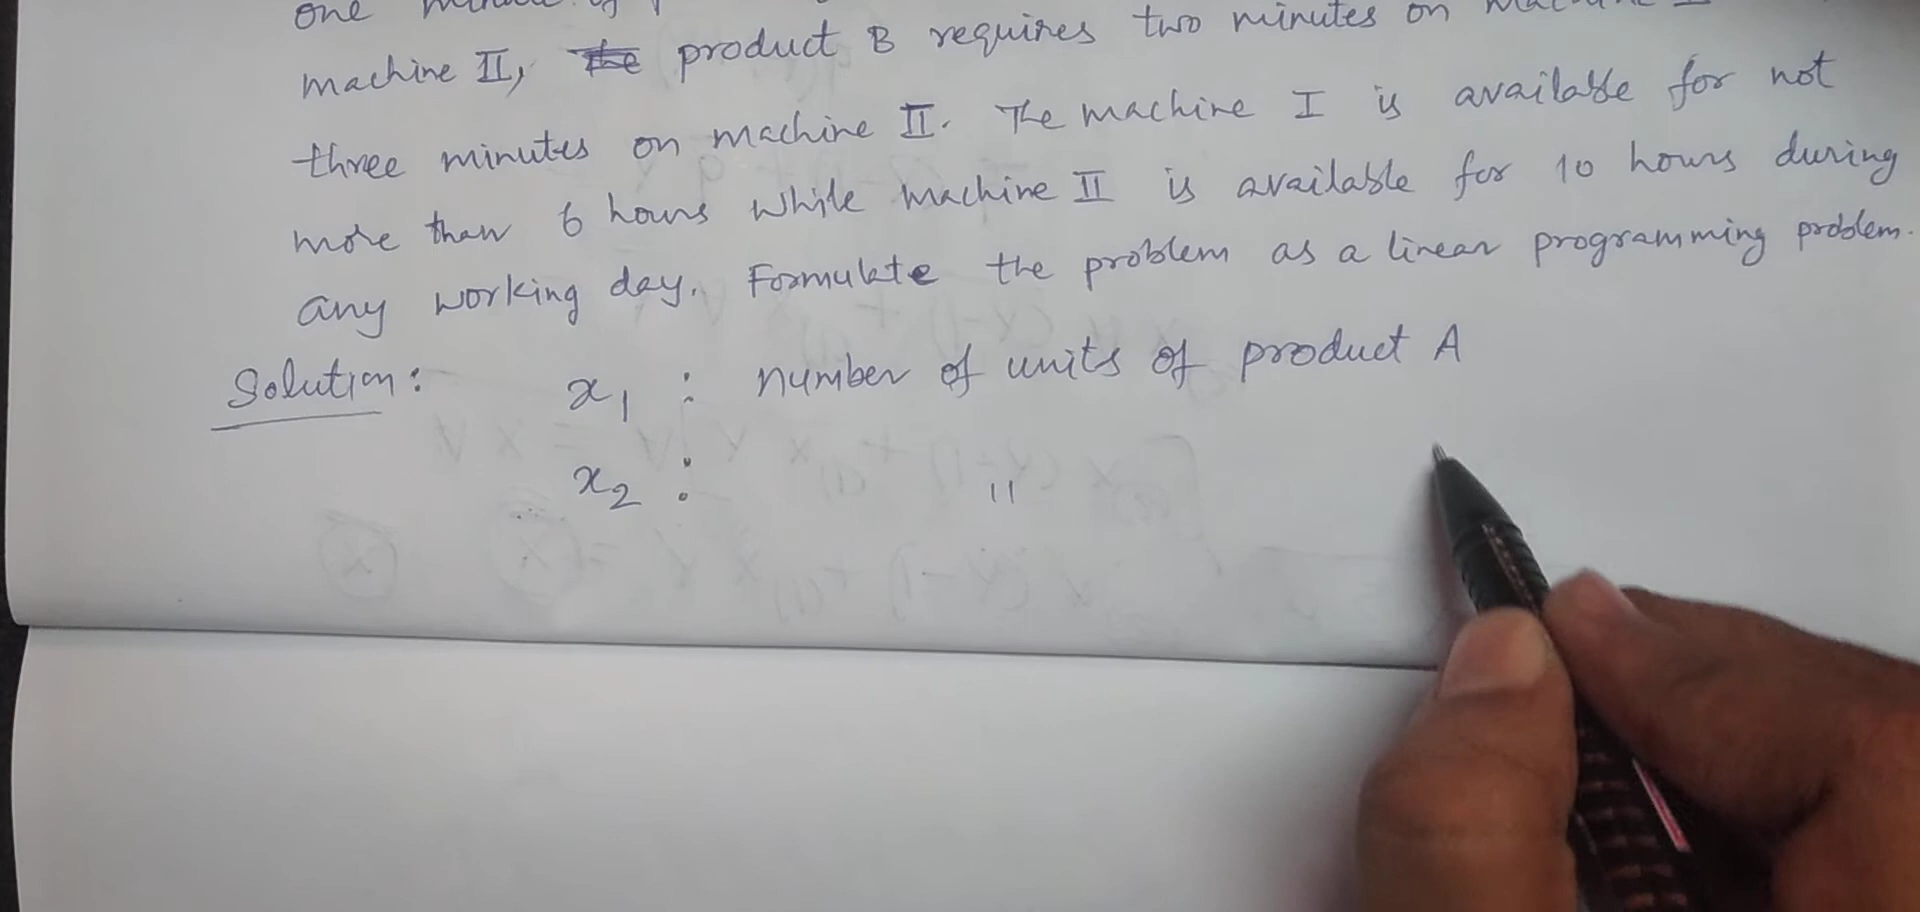 one
machine II, the product B requires two minutes on
three minutes on machine II. The machine I is available for not
more than 6 hours while machine II is available for 10 hours during
any working day. Formulate the problem as a linear programming problem.
Solution: x₁ : number of units of product A
x₂ : "